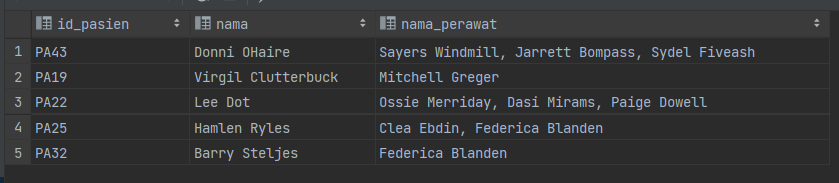 id_pasien nama nama_perawat
1 PA43 Donni OHaire Sayers Windmill, Jarrett Bompass, Sydel Fiveash
2 PA19 Virgil Clutterbuck Mitchell Greger
3 PA22 Lee Dot Ossie Merriday, Dasi Mirams, Paige Dowell
4 PA25 Hamlen Ryles Clea Ebdin, Federica Blanden
5 PA32 Barry Steljes Federica Blanden